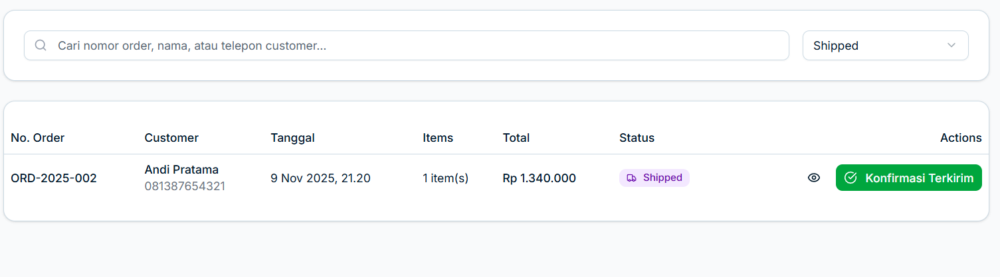 Cari nomor order, nama, atau telepon customer...
Shipped
No. Order Customer Tanggal Items Total Status Actions
ORD-2025-002 Andi Pratama 9 Nov 2025, 21.20 1 item(s) Rp 1.340.000 Shipped Konfirmasi Terkirim
081387654321